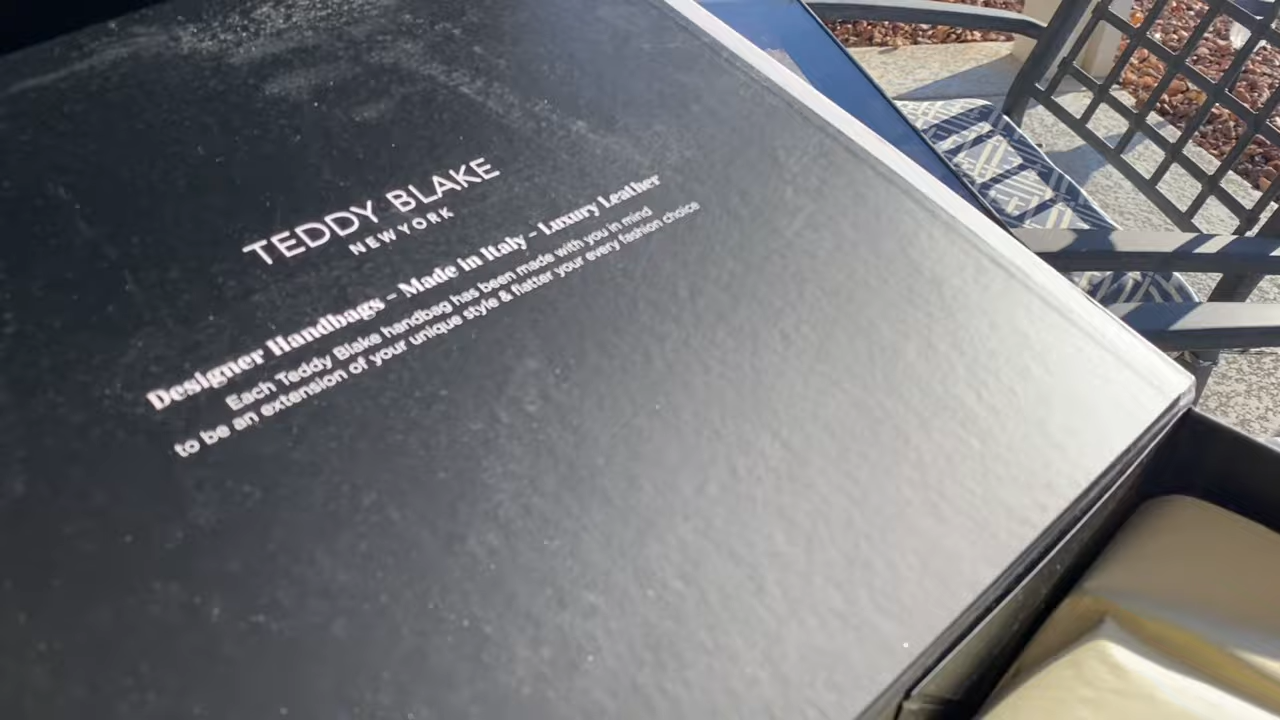 TEDDY BLAKE
NEW YORK
Designer Handbags - Made in Italy - Luxury Leather
Each Teddy Blake handbag has been made with you in mind
to be an extension of your unique style & flatter your every fashion choice